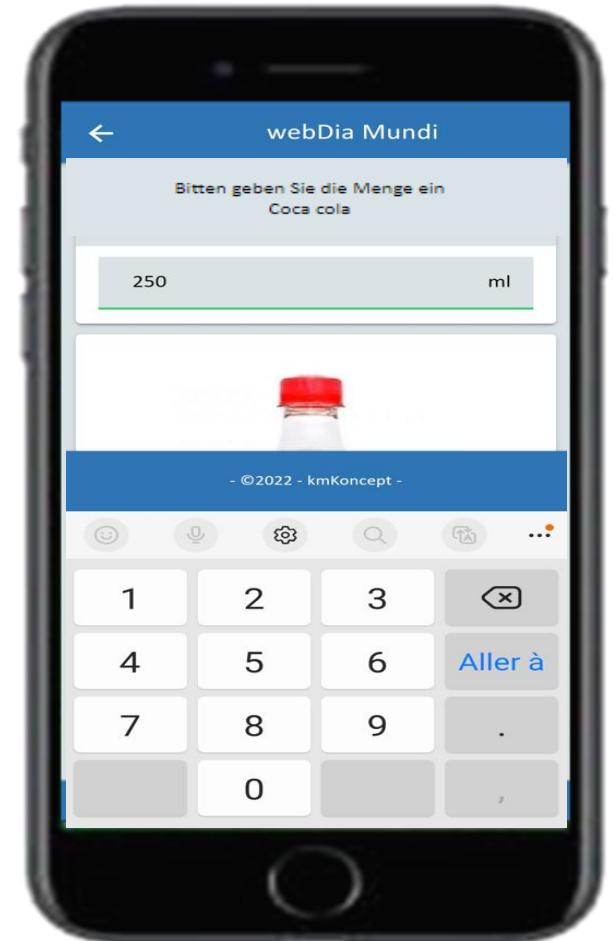 webDia Mundi
Bitten geben Sie die Menge ein
Coca cola
250 ml
- ©2022 - kmKoncept -
1 2 3
4 5 6 Aller à
7 8 9 .
0 ,